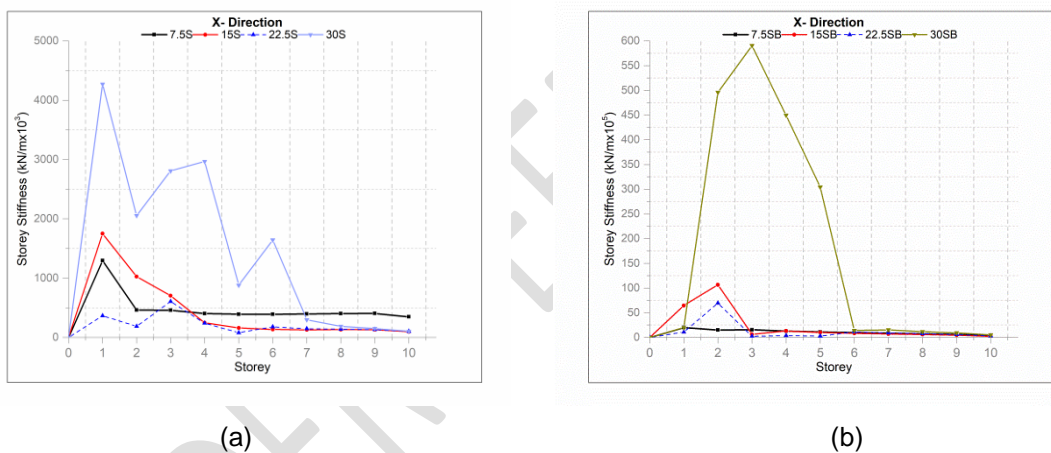 X- Direction
7.5S 15S 22.5S 30S
5000
4000
3000
2000
1000
0
0 1 2 3 4 5 6 7 8 9 10
Storey Stiffness (kN/mx10³)
Storey
(a)
X- Direction
7.5SB 15SB 22.5SB 30SB
600
550
500
450
400
350
300
250
200
150
100
50
0
0 1 2 3 4 5 6 7 8 9 10
Storey Stiffness (kN/mx10⁵)
Storey
(b)